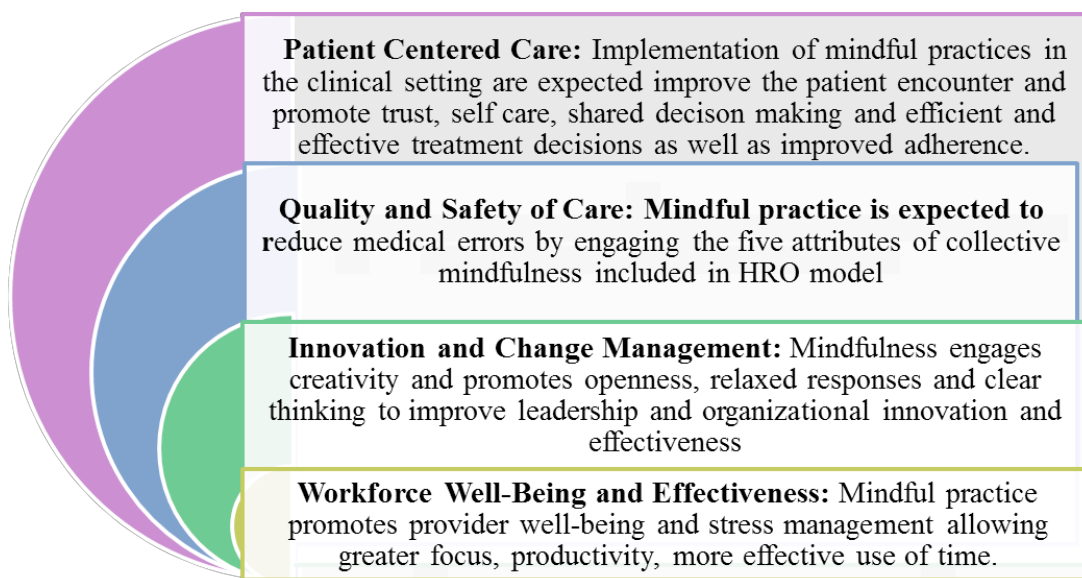 Patient Centered Care: Implementation of mindful practices in
the clinical setting are expected improve the patient encounter and
promote trust, self care, shared decison making and efficient and
effective treatment decisions as well as improved adherence.
Quality and Safety of Care: Mindful practice is expected to
reduce medical errors by engaging the five attributes of collective
mindfulness included in HRO model
Innovation and Change Management: Mindfulness engages
creativity and promotes openness, relaxed responses and clear
thinking to improve leadership and organizational innovation and
effectiveness
Workforce Well-Being and Effectiveness: Mindful practice
promotes provider well-being and stress management allowing
greater focus, productivity, more effective use of time.